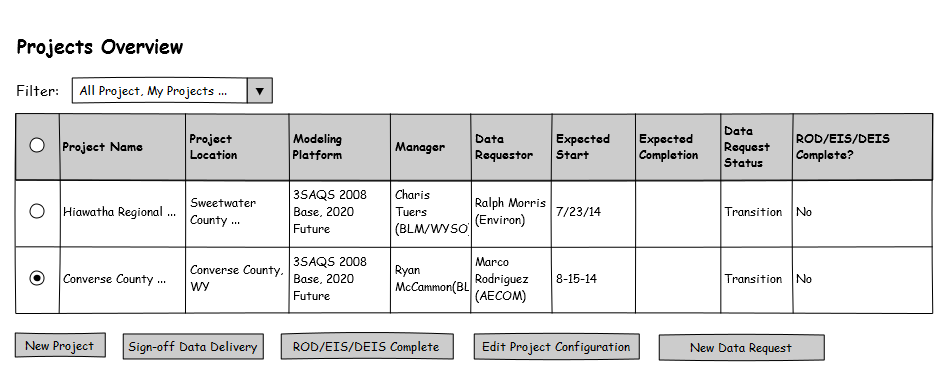 Projects Overview
Filter: All Project, My Projects ... ▼
Project Name
Project
Location
Modeling
Platform
Manager
Data
Requestor
Expected
Start
Expected
Completion
Data
Request
Status
ROD/EIS/DEIS
Complete?
Hiawatha Regional ...
Sweetwater
County ...
3SAQS 2008
Base, 2020
Future
Charis
Tuers
(BLM/WYSO)
Ralph Morris
(Environ)
7/23/14
Transition
No
Converse County ...
Converse County,
WY
3SAQS 2008
Base, 2020
Future
Ryan
McCammon(BL
Marco
Rodriguez
(AECOM)
8-15-14
Transition
No
New Project
Sign-off Data Delivery
ROD/EIS/DEIS Complete
Edit Project Configuration
New Data Request